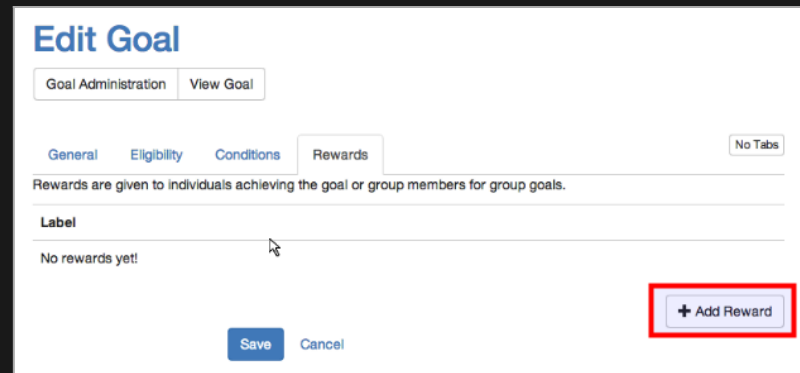 Edit Goal
Goal Administration View Goal
General Eligibility Conditions Rewards No Tabs
Rewards are given to individuals achieving the goal or group members for group goals.
Label
No rewards yet!
+ Add Reward
Save Cancel